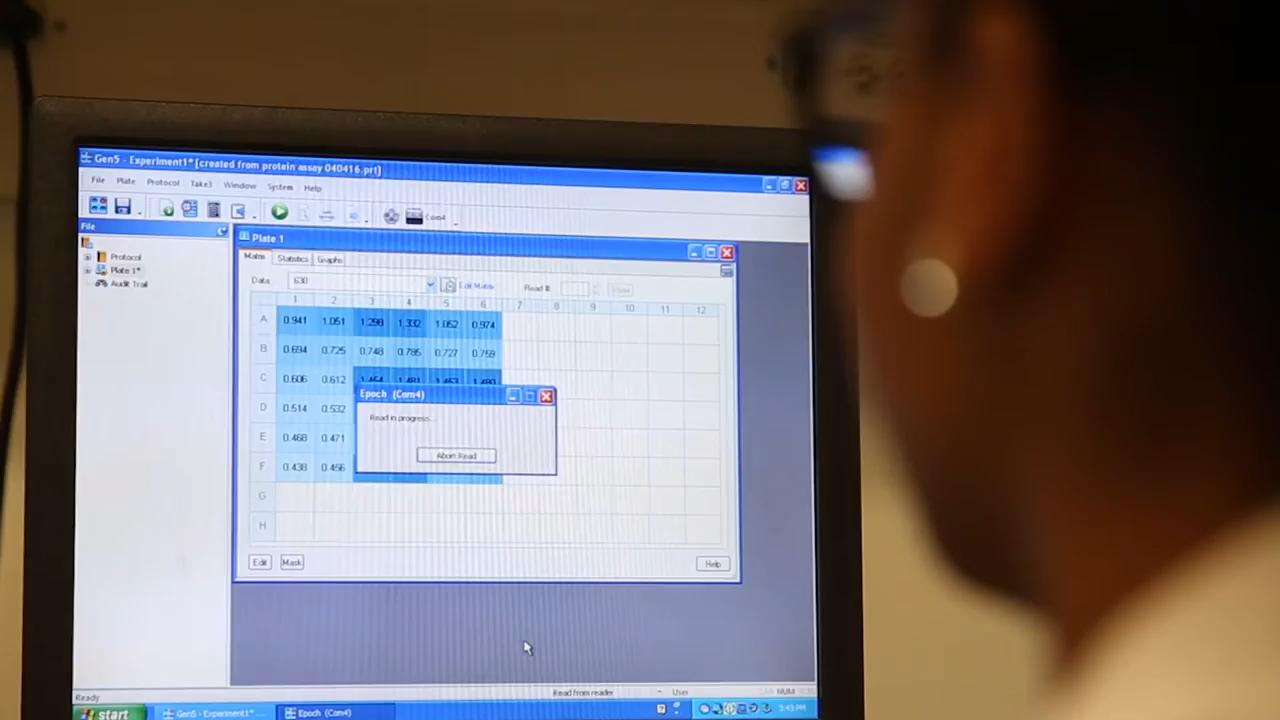 Gen5 - Experiment1* [created from protein assay 040416.prt]
File Plate Protocol Take3 Window System Help
Com4
File
Protocol
Plate 1*
Audit Trail
Plate 1
Matrix Statistics Graphs
Data: 630 Edit Matrix Read #:
1 2 3 4 5 6 7 8 9 10 11 12
A 0.941 1.051 1.298 1.332 1.052 0.974
B 0.694 0.725 0.748 0.785 0.727 0.759
C 0.606 0.612
D 0.514 0.532
E 0.468 0.471
F 0.438 0.456
G
H
Epoch (Com4)
Read in progress...
Abort Read
Edit Mask Help
Ready Read from reader User NUM
start Gen5 - Experiment1* ... Epoch (Com4) 3:43 PM